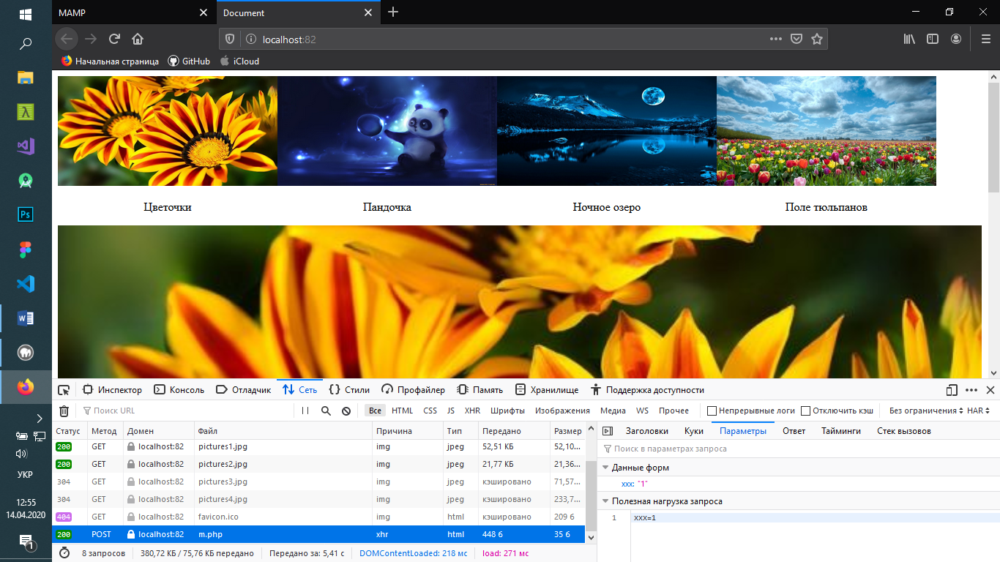 MAMP
Document
localhost:82
Начальная страница
GitHub
iCloud
Цветочки
Пандочка
Ночное озеро
Поле тюльпанов
Инспектор
Консоль
Отладчик
Сеть
Стили
Профайлер
Память
Хранилище
Поддержка доступности
Поиск URL
Все
HTML
CSS
JS
XHR
Шрифты
Изображения
Медиа
WS
Прочее
Непрерывные логи
Отключить кэш
Без ограничения
HAR
Статус Метод Домен Файл Причина Тип Передано Размер
200 GET localhost:82 pictures1.jpg img jpeg 52,51 КБ 52,10...
200 GET localhost:82 pictures2.jpg img jpeg 21,77 КБ 21,36...
304 GET localhost:82 pictures3.jpg img jpeg кэшировано 71,57...
304 GET localhost:82 pictures4.jpg img jpeg кэшировано 233,7...
404 GET localhost:82 favicon.ico img html кэшировано 209 б
200 POST localhost:82 m.php xhr html 448 б 35 б
8 запросов
380,72 КБ / 75,76 КБ передано
Передано за: 5,41 с
DOMContentLoaded: 218 мс
load: 271 мс
Заголовки
Куки
Параметры
Ответ
Тайминги
Стек вызовов
Поиск в параметрах запроса
Данные форм
xxx: "1"
Полезная нагрузка запроса
1 xxx=1
Ps
УКР
12:55
14.04.2020
1